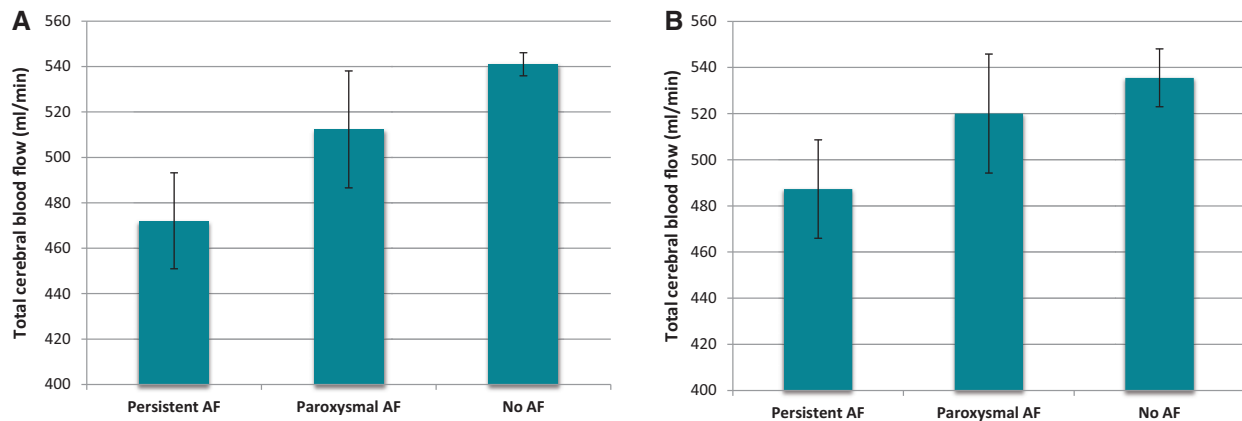 A
Total cerebral blood flow (ml/min)
560
540
520
500
480
460
440
420
400
Persistent AF
Paroxysmal AF
No AF
B
Total cerebral blood flow (ml/min)
560
540
520
500
480
460
440
420
400
Persistent AF
Paroxysmal AF
No AF